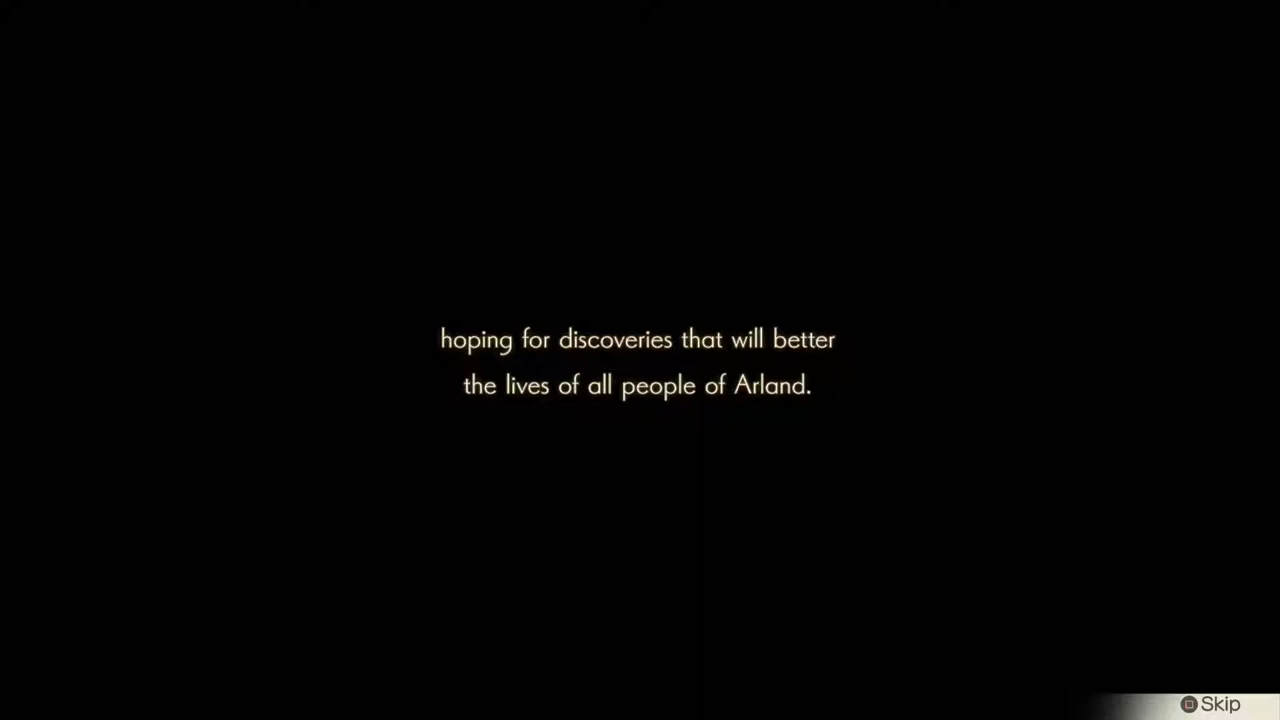 hoping for discoveries that will better
the lives of all people of Arland.
Skip